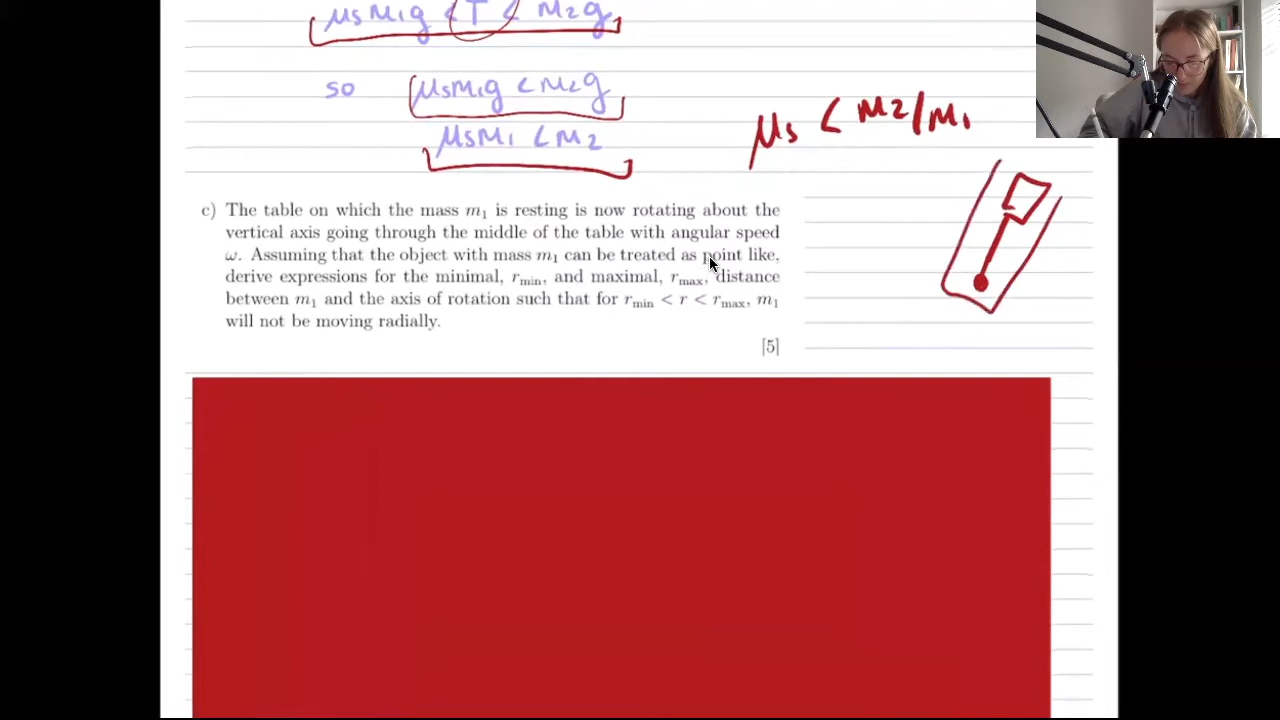 μsm₁g < T < m₂g
so μsm₁g < m₂g
μsm₁ < m₂
μs < m₂/m₁
c) The table on which the mass m₁ is resting is now rotating about the
vertical axis going through the middle of the table with angular speed
ω. Assuming that the object with mass m₁ can be treated as point like,
derive expressions for the minimal, rmin, and maximal, rmax, distance
between m₁ and the axis of rotation such that for rmin < r < rmax, m₁
will not be moving radially.
[5]